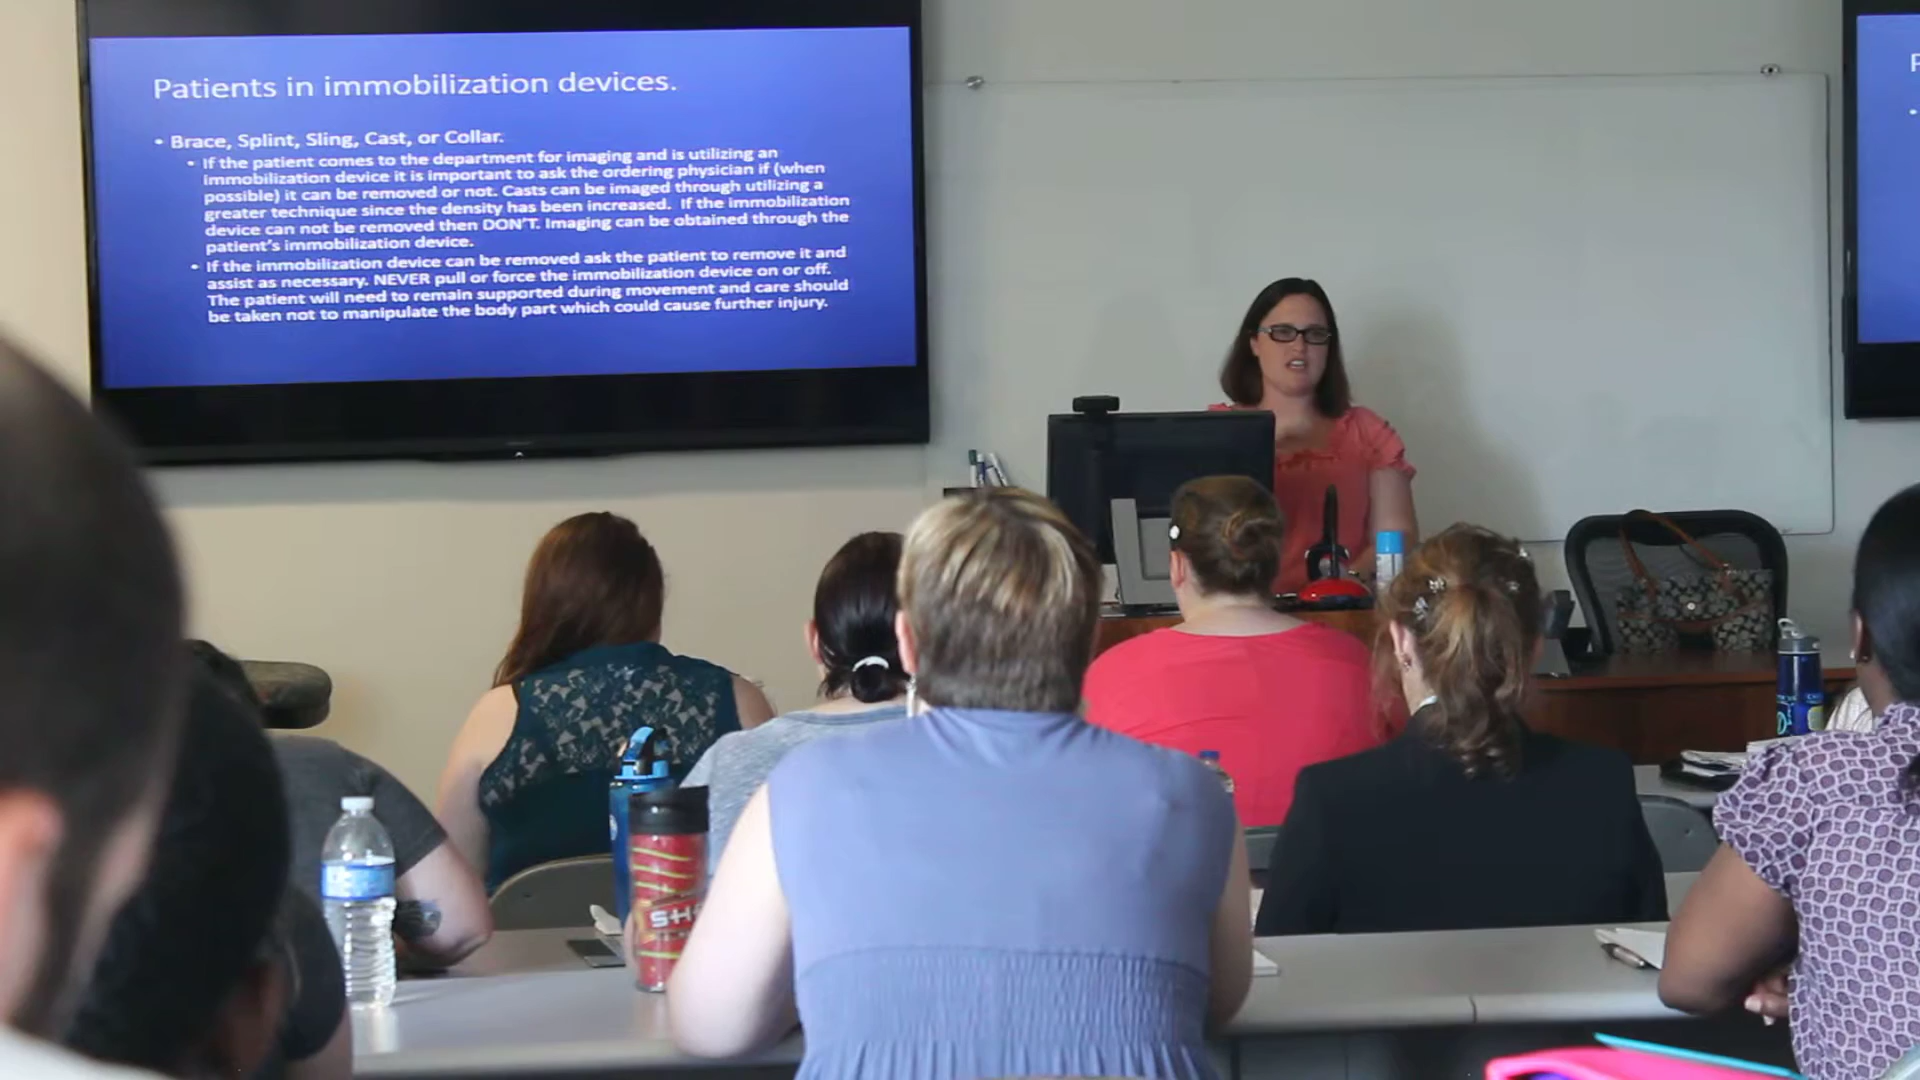 Patients in immobilization devices.
• Brace, Splint, Sling, Cast, or Collar.
• If the patient comes to the department for imaging and is utilizing an
immobilization device it is important to ask the ordering physician if (when
possible) it can be removed or not. Casts can be imaged through utilizing a
greater technique since the density has been increased. If the immobilization
device can not be removed then DON'T. Imaging can be obtained through the
patient's immobilization device.
• If the immobilization device can be removed ask the patient to remove it and
assist as necessary. NEVER pull or force the immobilization device on or off.
The patient will need to remain supported during movement and care should
be taken not to manipulate the body part which could cause further injury.
P
•
SH